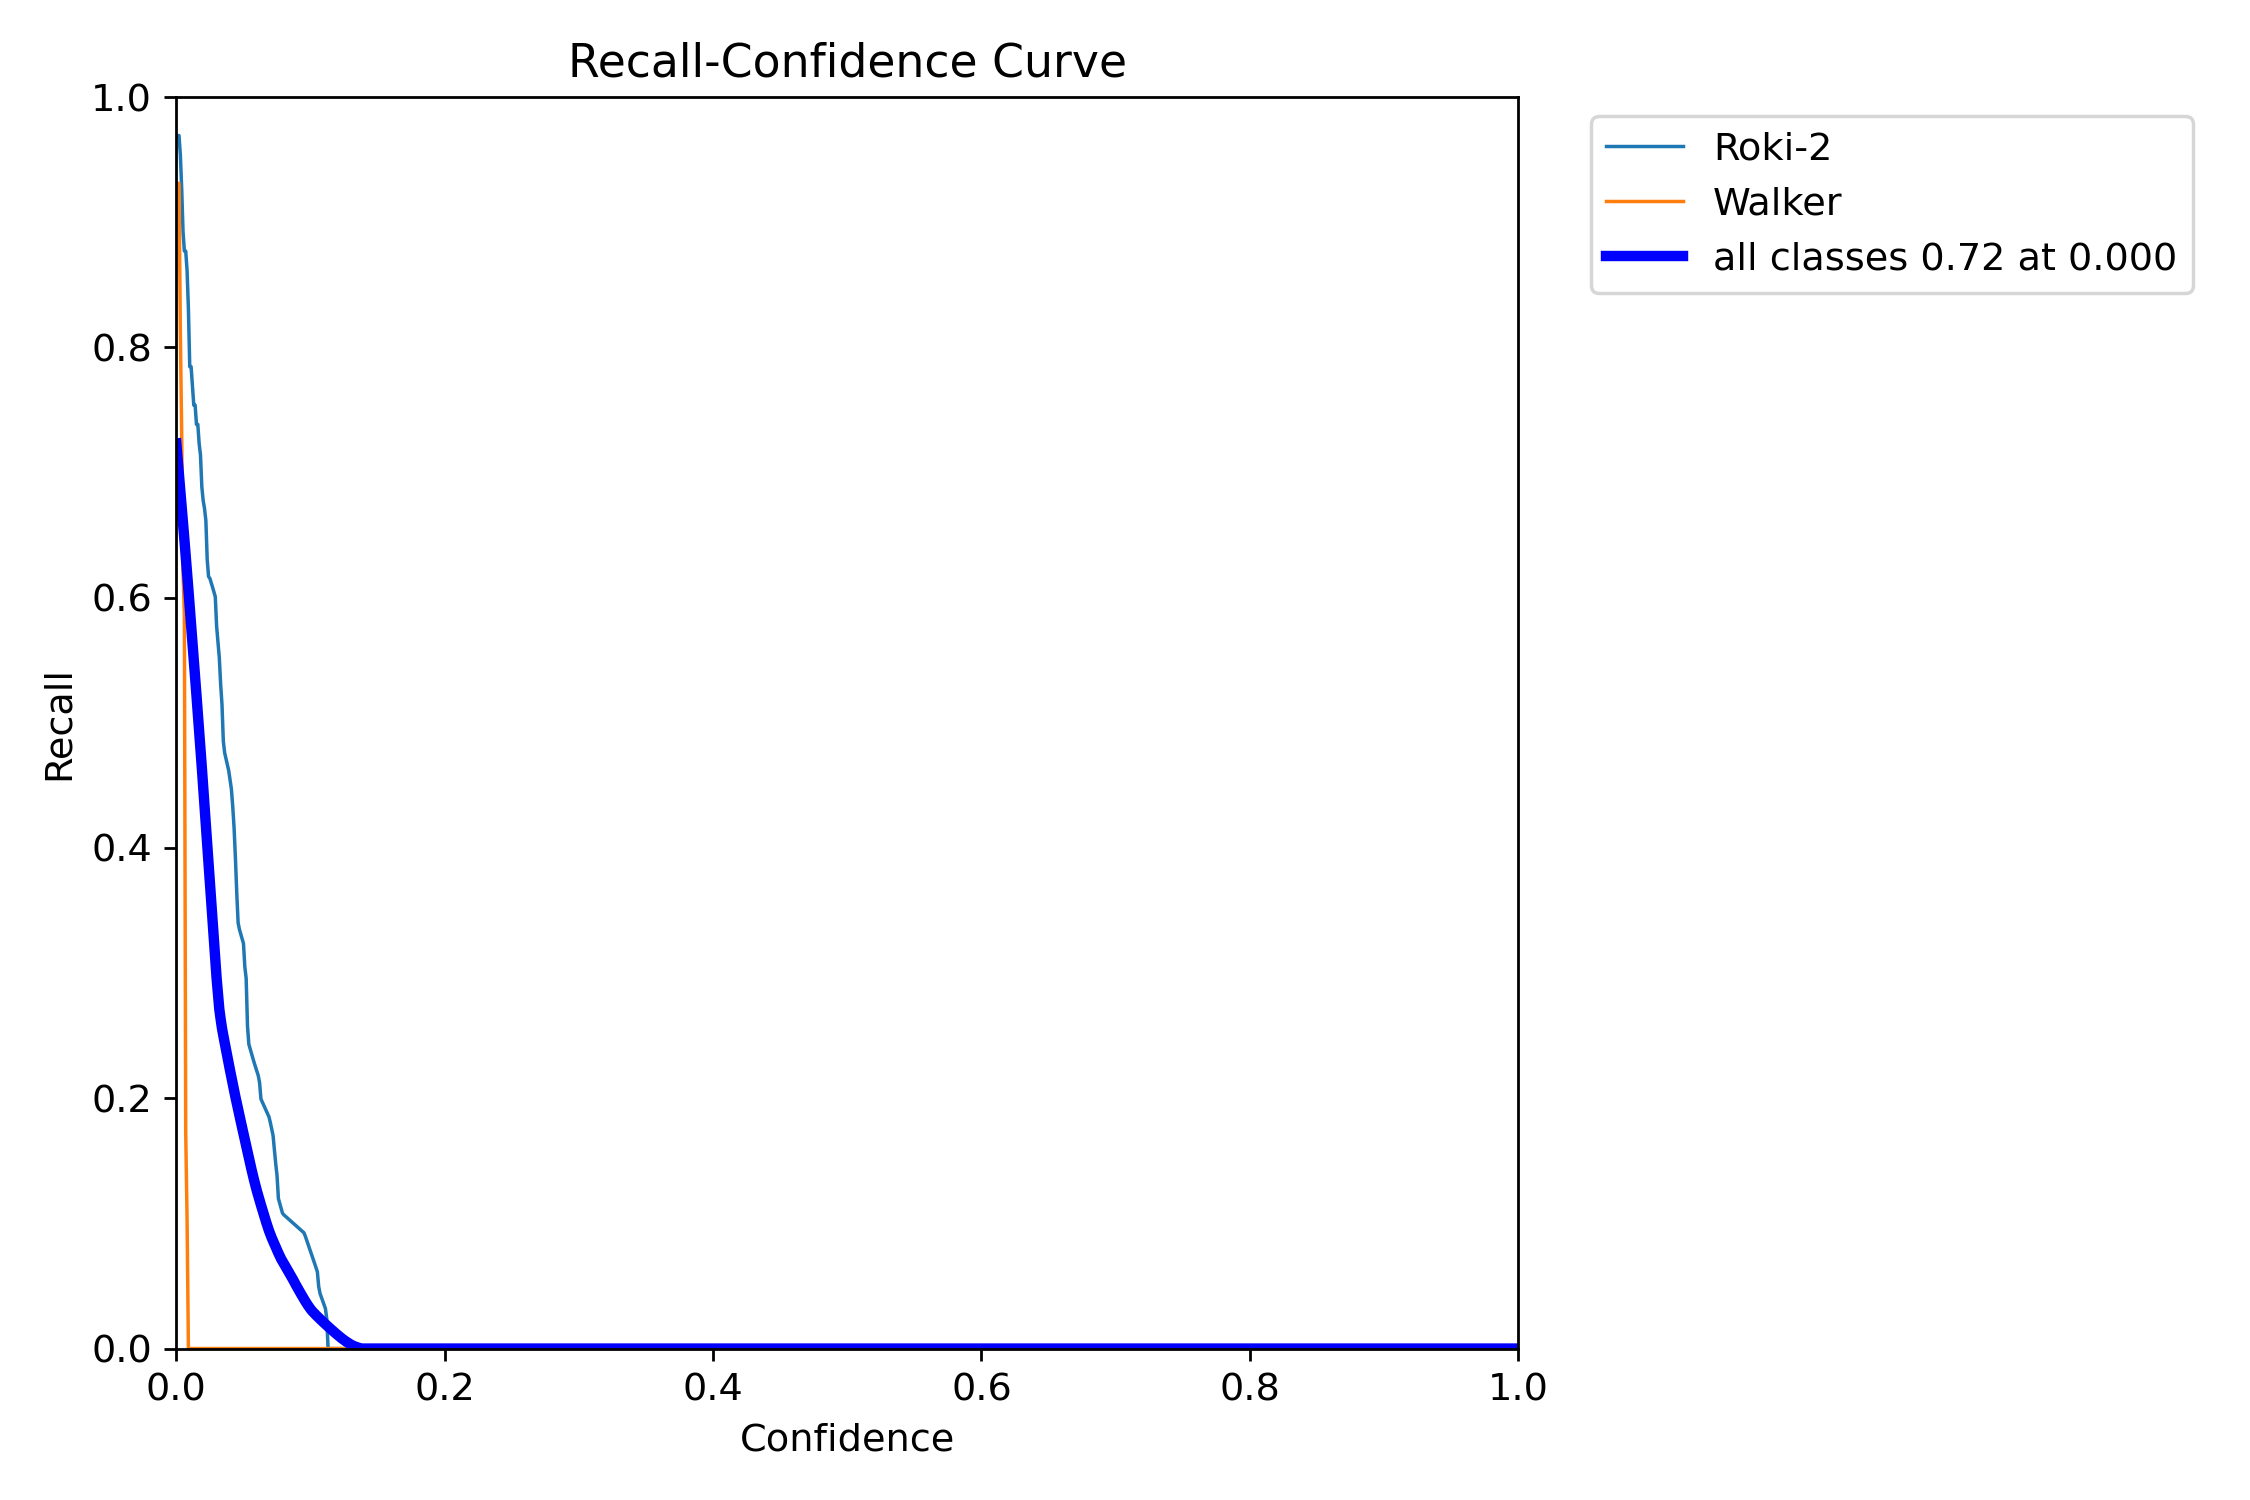 Recall-Confidence Curve
Roki-2
Walker
all classes 0.72 at 0.000
1.0
0.8
0.6
0.4
0.2
0.0
Recall
0.0 0.2 0.4 0.6 0.8 1.0
Confidence